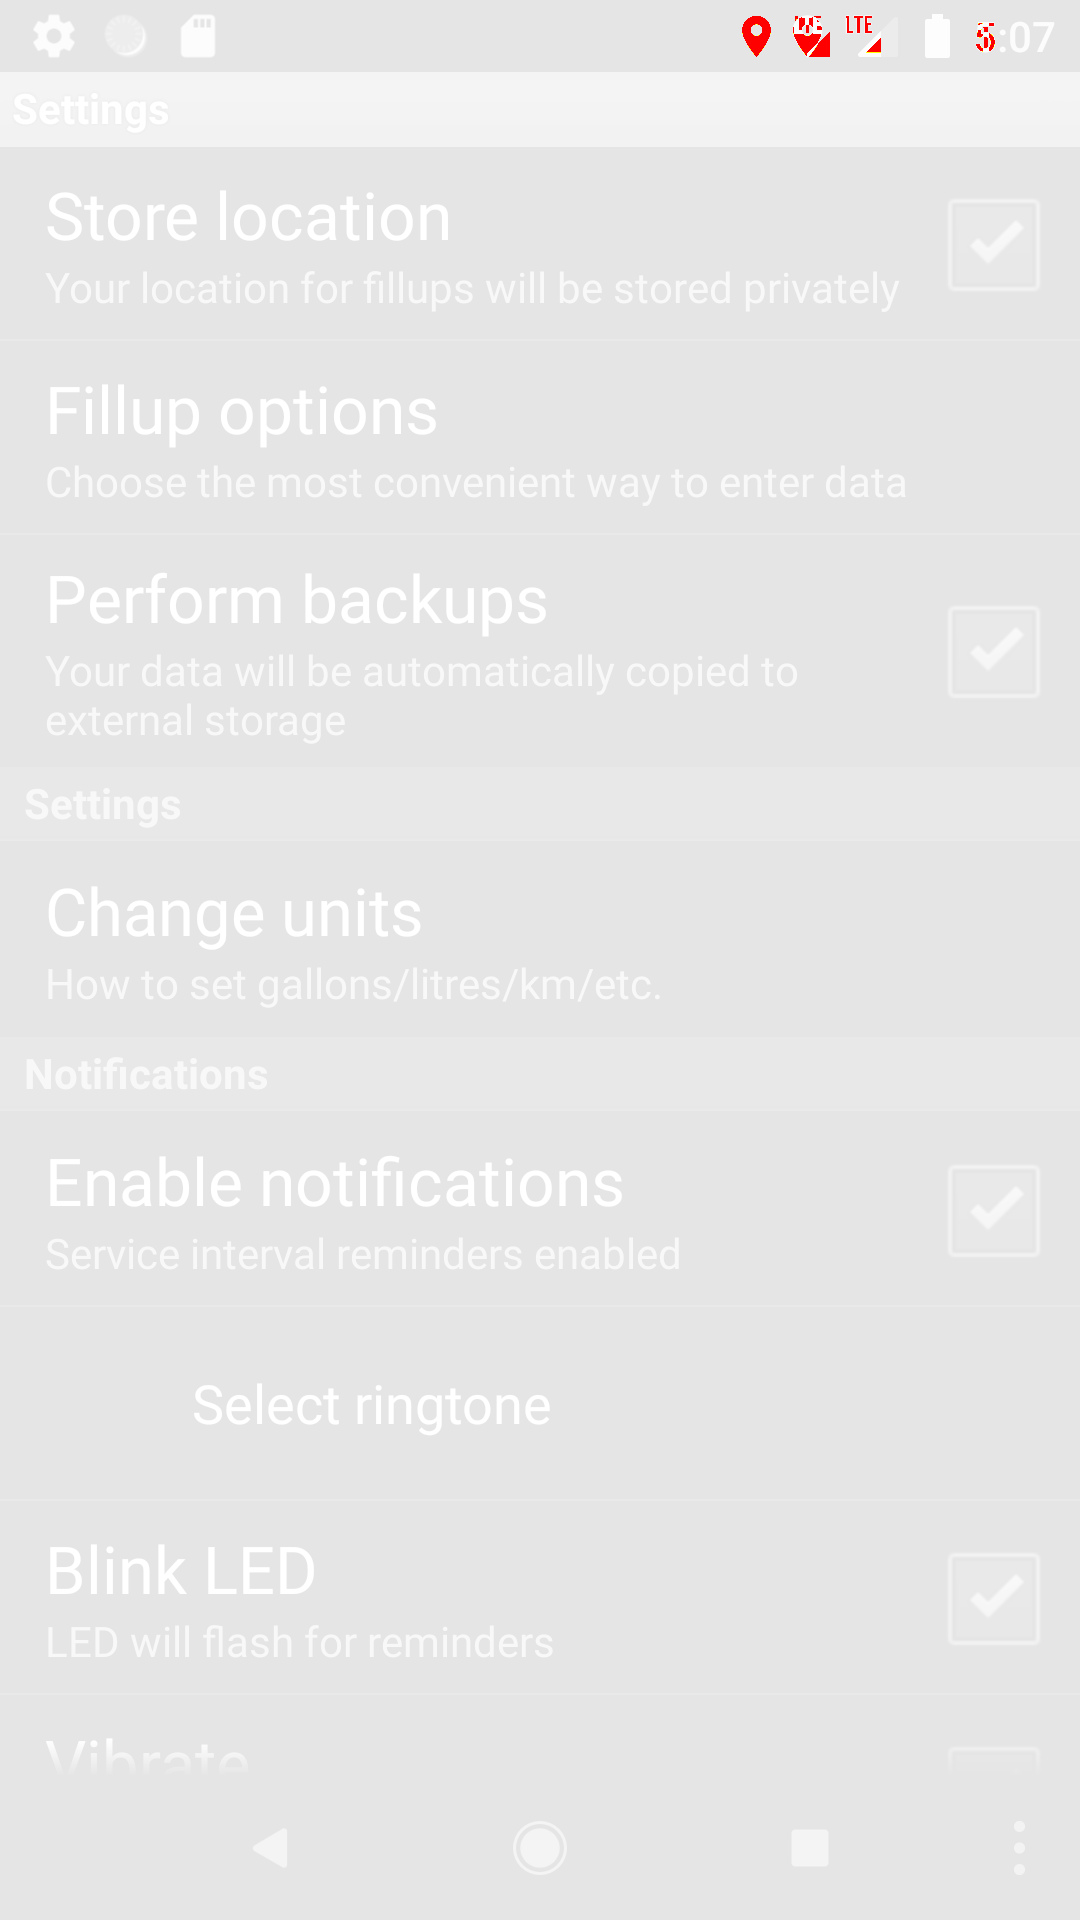 LTE LTE :07
Settings
Store location
Your location for fillups will be stored privately
Fillup options
Choose the most convenient way to enter data
Perform backups
Your data will be automatically copied to
external storage
Settings
Change units
How to set gallons/litres/km/etc.
Notifications
Enable notifications
Service interval reminders enabled
Select ringtone
Blink LED
LED will flash for reminders
Vibrate